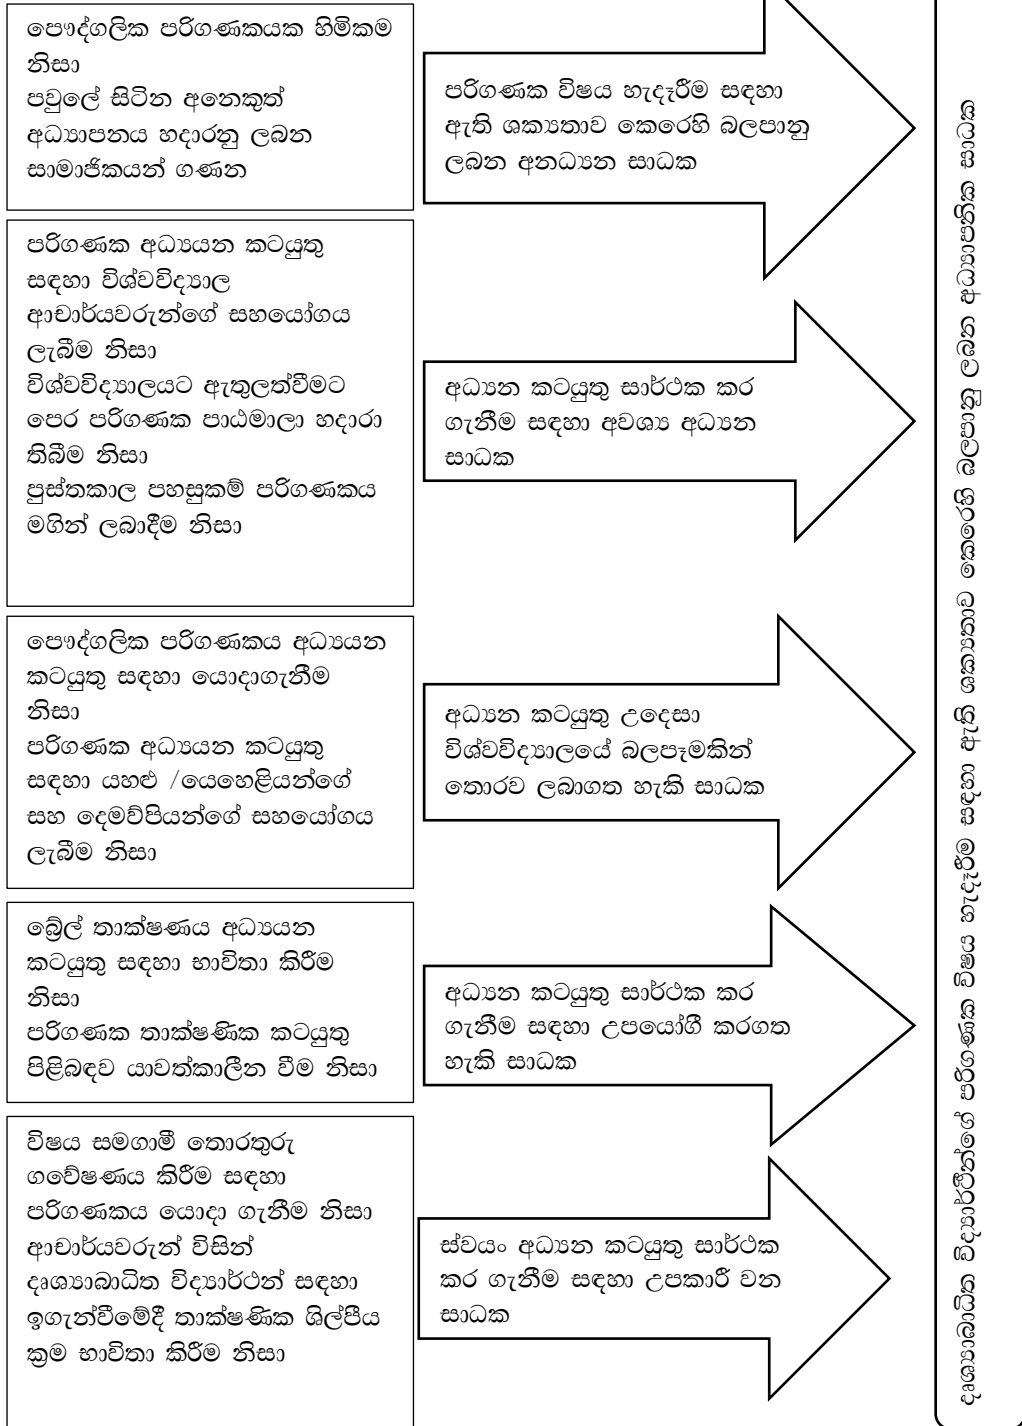 පෞද්ගලික පරිගණකයක හිමිකම
නිසා
පවුලේ සිටින අනෙකුත්
අධ්‍යාපනය හදාරනු ලබන
සාමාජිකයන් ගණන
පරිගණක විෂය හැදෑරීම සඳහා
ඇති ශක්‍යතාව කෙරෙහි බලපානු
ලබන අනධ්‍යන සාධක
පරිගණක අධ්‍යයන කටයුතු
සඳහා විශ්වවිද්‍යාල
ආචාර්යවරුන්ගේ සහයෝගය
ලැබීම නිසා
විශ්වවිද්‍යාලයට ඇතුලත්වීමට
පෙර පරිගණක පාඨමාලා හදාරා
තිබීම නිසා
පුස්තකාල පහසුකම් පරිගණකය
මගින් ලබාදීම නිසා
අධ්‍යන කටයුතු සාර්ථක කර
ගැනීම සඳහා අවශ්‍ය අධ්‍යන
සාධක
පෞද්ගලික පරිගණකය අධ්‍යයන
කටයුතු සඳහා යොදාගැනීම
නිසා
පරිගණක අධ්‍යයන කටයුතු
සඳහා යහළු /යෙහෙළියන්ගේ
සහ දෙමව්පියන්ගේ සහයෝගය
ලැබීම නිසා
අධ්‍යන කටයුතු උදෙසා
විශ්වවිද්‍යාලයේ බලපෑමකින්
තොරව ලබාගත හැකි සාධක
බ්‍රේල් තාක්ෂණය අධ්‍යයන
කටයුතු සඳහා භාවිතා කිරීම
නිසා
පරිගණක තාක්ෂණික කටයුතු
පිළිබඳව යාවත්කාලීන වීම නිසා
අධ්‍යන කටයුතු සාර්ථක කර
ගැනීම සඳහා උපයෝගී කරගත
හැකි සාධක
විෂය සමගාමී තොරතුරු
ගවේෂණය කිරීම සඳහා
පරිගණකය යොදා ගැනීම නිසා
ආචාර්යවරුන් විසින්
දෘශ්‍යාබාධිත විද්‍යාර්ථන් සඳහා
ඉගැන්වීමේදී තාක්ෂණික ශිල්පීය
ක්‍රම භාවිතා කිරීම නිසා
ස්වයං අධ්‍යන කටයුතු සාර්ථක
කර ගැනීම සඳහා උපකාරී වන
සාධක
දෘශ්‍යාබාධිත විද්‍යාර්ථීන්ගේ පරිගණක විෂය හැදෑරීම සඳහා ඇති ශක්‍යතාව කෙරෙහි බලපානු ලබන අධ්‍යාපනික සාධක